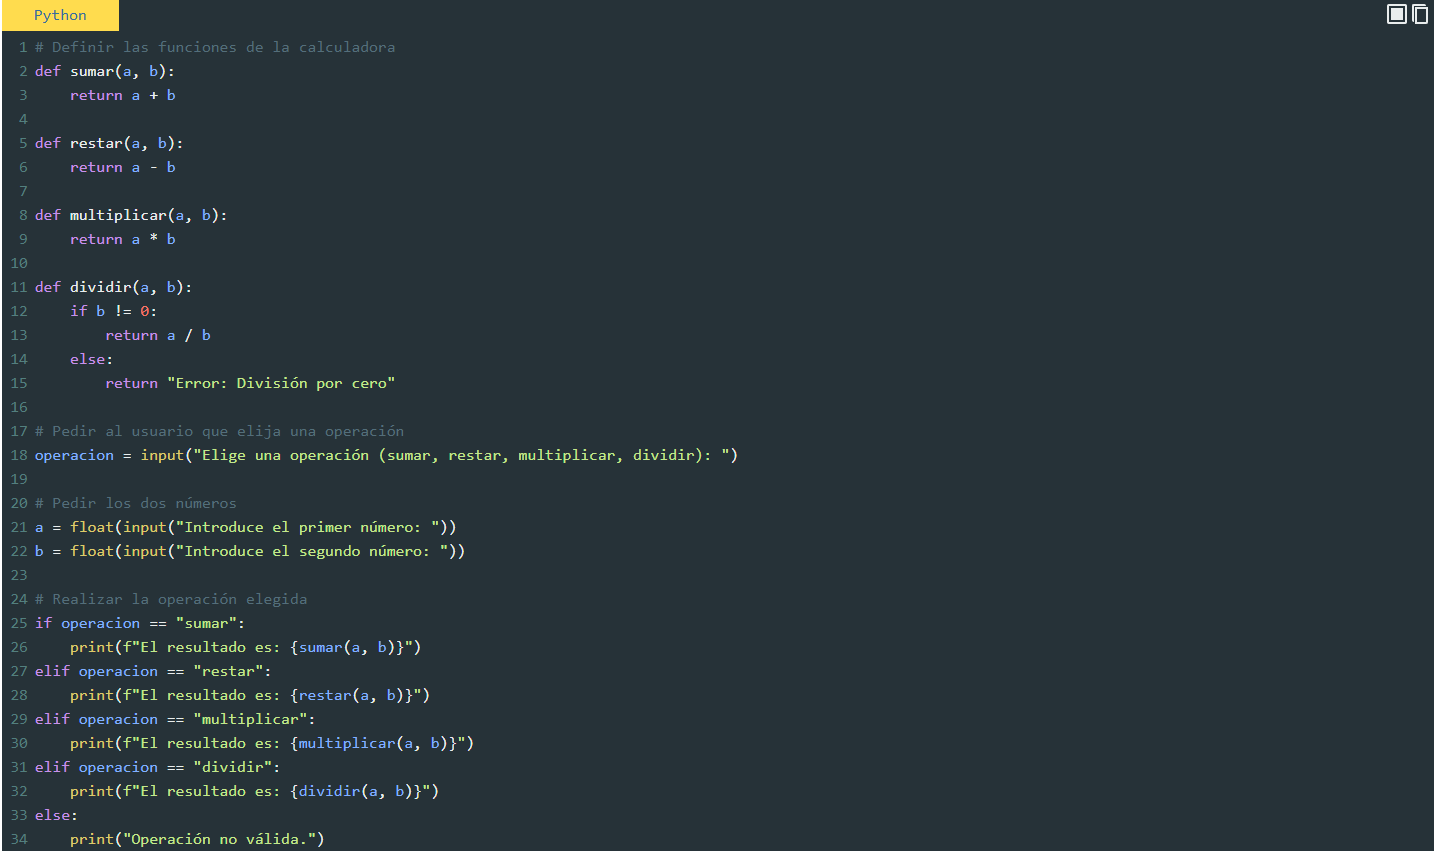 Python
1 # Definir las funciones de la calculadora
2 def sumar(a, b):
3     return a + b
4
5 def restar(a, b):
6     return a - b
7
8 def multiplicar(a, b):
9     return a * b
10
11 def dividir(a, b):
12     if b != 0:
13         return a / b
14     else:
15         return "Error: División por cero"
16
17 # Pedir al usuario que elija una operación
18 operacion = input("Elige una operación (sumar, restar, multiplicar, dividir): ")
19
20 # Pedir los dos números
21 a = float(input("Introduce el primer número: "))
22 b = float(input("Introduce el segundo número: "))
23
24 # Realizar la operación elegida
25 if operacion == "sumar":
26     print(f"El resultado es: {sumar(a, b)}")
27 elif operacion == "restar":
28     print(f"El resultado es: {restar(a, b)}")
29 elif operacion == "multiplicar":
30     print(f"El resultado es: {multiplicar(a, b)}")
31 elif operacion == "dividir":
32     print(f"El resultado es: {dividir(a, b)}")
33 else:
34     print("Operación no válida.")